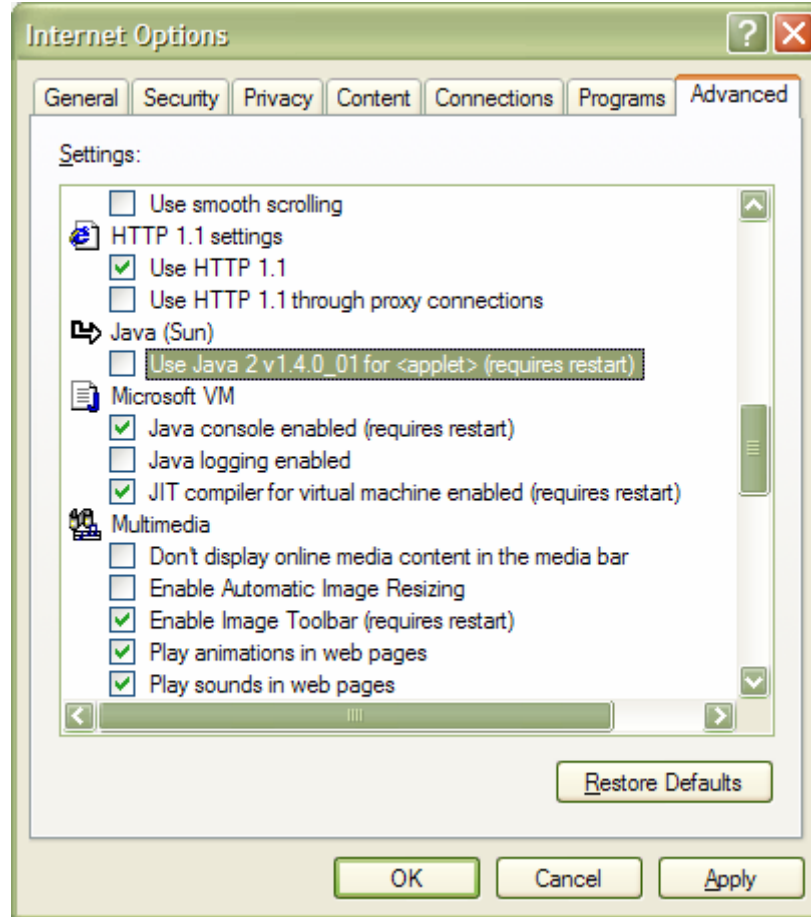 Internet Options
General Security Privacy Content Connections Programs Advanced
Settings:
Use smooth scrolling
HTTP 1.1 settings
Use HTTP 1.1
Use HTTP 1.1 through proxy connections
Java (Sun)
Use Java 2 v1.4.0_01 for <applet> (requires restart)
Microsoft VM
Java console enabled (requires restart)
Java logging enabled
JIT compiler for virtual machine enabled (requires restart)
Multimedia
Don't display online media content in the media bar
Enable Automatic Image Resizing
Enable Image Toolbar (requires restart)
Play animations in web pages
Play sounds in web pages
Restore Defaults
OK Cancel Apply